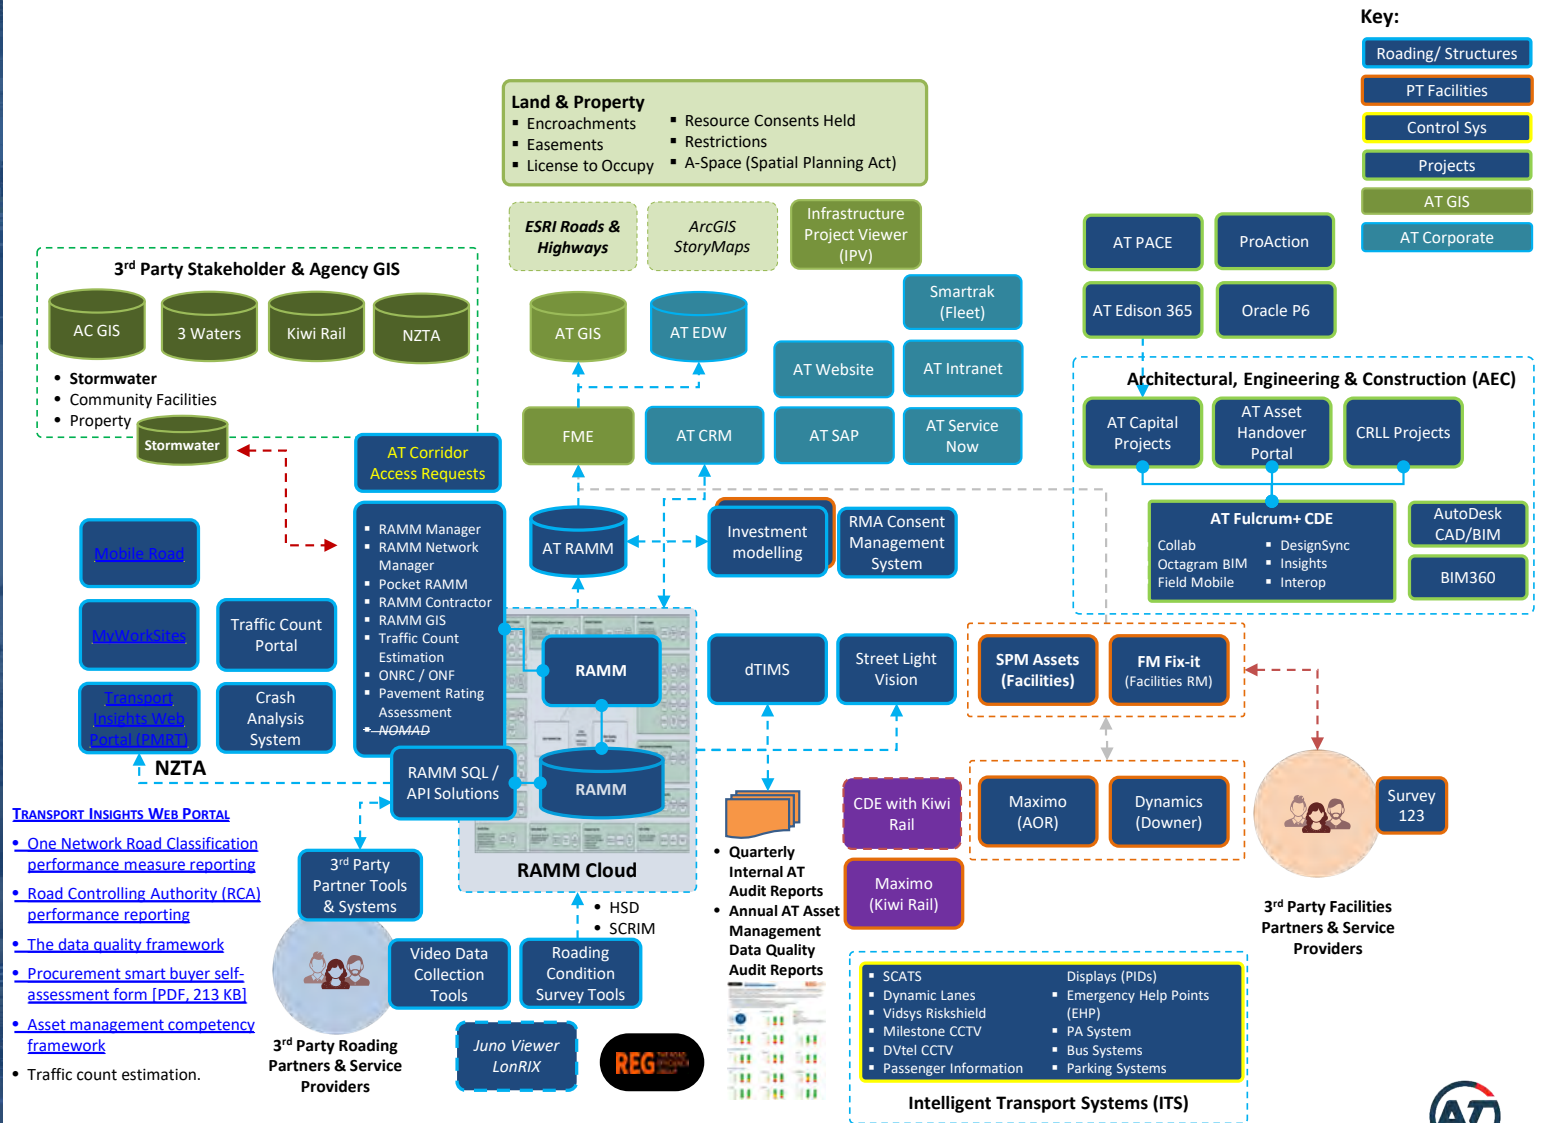 Key:
Roading/ Structures
PT Facilities
Control Sys
Projects
AT GIS
AT Corporate
Land & Property
▪ Encroachments
▪ Easements
▪ License to Occupy
▪ Resource Consents Held
▪ Restrictions
▪ A-Space (Spatial Planning Act)
ESRI Roads &
Highways
ArcGIS
StoryMaps
Infrastructure
Project Viewer
(IPV)
AT PACE
ProAction
AT Edison 365
Oracle P6
3rd Party Stakeholder & Agency GIS
AC GIS
3 Waters
Kiwi Rail
NZTA
• Stormwater
• Community Facilities
• Property
Stormwater
AT GIS
AT EDW
Smartrak
(Fleet)
AT Website
AT Intranet
FME
AT CRM
AT SAP
AT Service
Now
Architectural, Engineering & Construction (AEC)
AT Capital
Projects
AT Asset
Handover
Portal
CRLL Projects
AT Fulcrum+ CDE
Collab
Octagram BIM
Field Mobile
▪ DesignSync
▪ Insights
▪ Interop
AutoDesk
CAD/BIM
BIM360
AT Corridor
Access Requests
▪ RAMM Manager
▪ RAMM Network
Manager
▪ Pocket RAMM
▪ RAMM Contractor
▪ RAMM GIS
▪ Traffic Count
Estimation
▪ ONRC / ONF
▪ Pavement Rating
Assessment
▪ NOMAD
AT RAMM
Investment
modelling
RMA Consent
Management
System
Mobile Road
MyWorkSites
Traffic Count
Portal
Transport
Insights Web
Portal (PMRT)
Crash
Analysis
System
NZTA
RAMM
RAMM
RAMM SQL /
API Solutions
RAMM Cloud
dTIMS
Street Light
Vision
SPM Assets
(Facilities)
FM Fix-it
(Facilities RM)
CDE with Kiwi
Rail
Maximo
(Kiwi Rail)
Maximo
(AOR)
Dynamics
(Downer)
Survey
123
3rd Party Facilities
Partners & Service
Providers
TRANSPORT INSIGHTS WEB PORTAL
• One Network Road Classification
performance measure reporting
• Road Controlling Authority (RCA)
performance reporting
• The data quality framework
• Procurement smart buyer self-
assessment form [PDF, 213 KB]
• Asset management competency
framework
• Traffic count estimation.
3rd Party
Partner Tools
& Systems
3rd Party Roading
Partners & Service
Providers
• HSD
• SCRIM
Video Data
Collection
Tools
Roading
Condition
Survey Tools
Juno Viewer
LonRIX
REG
• Quarterly
Internal AT
Audit Reports
• Annual AT Asset
Management
Data Quality
Audit Reports
▪ SCATS
▪ Dynamic Lanes
▪ Vidsys Riskshield
▪ Milestone CCTV
▪ DVtel CCTV
▪ Passenger Information
Displays (PIDs)
▪ Emergency Help Points
(EHP)
▪ PA System
▪ Bus Systems
▪ Parking Systems
Intelligent Transport Systems (ITS)
AT